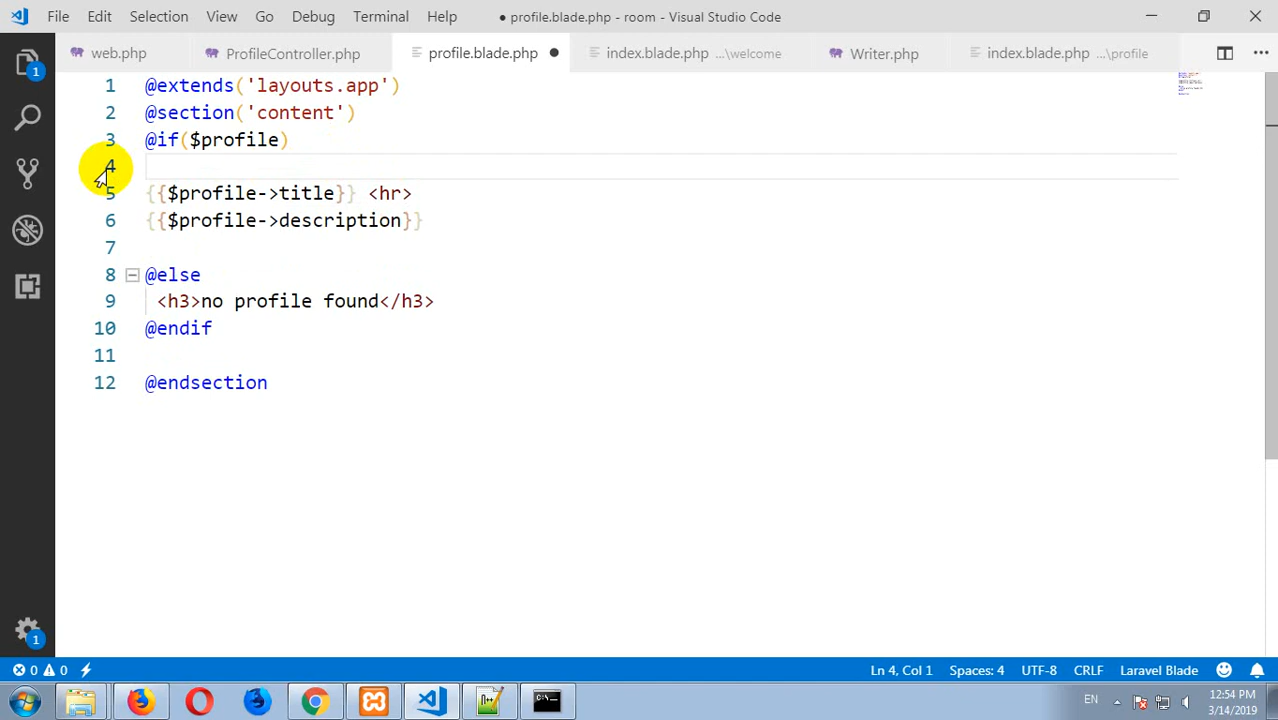 File Edit Selection View Go Debug Terminal Help ● profile.blade.php - room - Visual Studio Code
web.php ProfileController.php profile.blade.php ● index.blade.php ...\welcome Writer.php index.blade.php ...\profile
1 @extends('layouts.app')
2 @section('content')
3 @if($profile)
4
5 {{$profile->title}} <hr>
6 {{$profile->description}}
7
8 @else
9 <h3>no profile found</h3>
10 @endif
11
12 @endsection
1
1
0 0 Ln 4, Col 1 Spaces: 4 UTF-8 CRLF Laravel Blade
EN 12:54 PM
3/14/2019